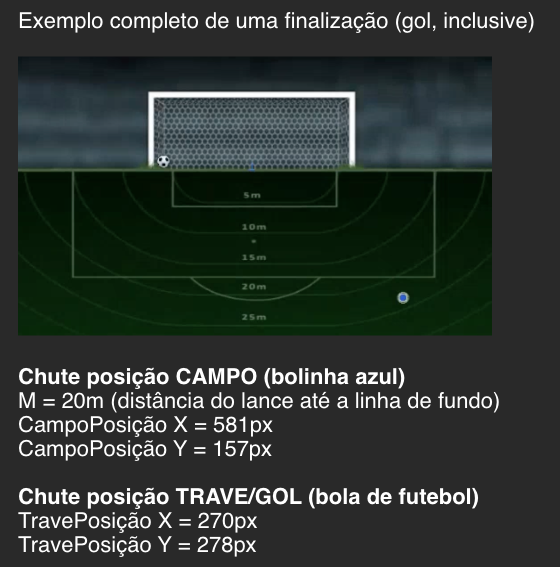 Exemplo completo de uma finalização (gol, inclusive)
5m
10m
15m
20m
25m
Chute posição CAMPO (bolinha azul)
M = 20m (distância do lance até a linha de fundo)
CampoPosição X = 581px
CampoPosição Y = 157px
Chute posição TRAVE/GOL (bola de futebol)
TravePosição X = 270px
TravePosição Y = 278px